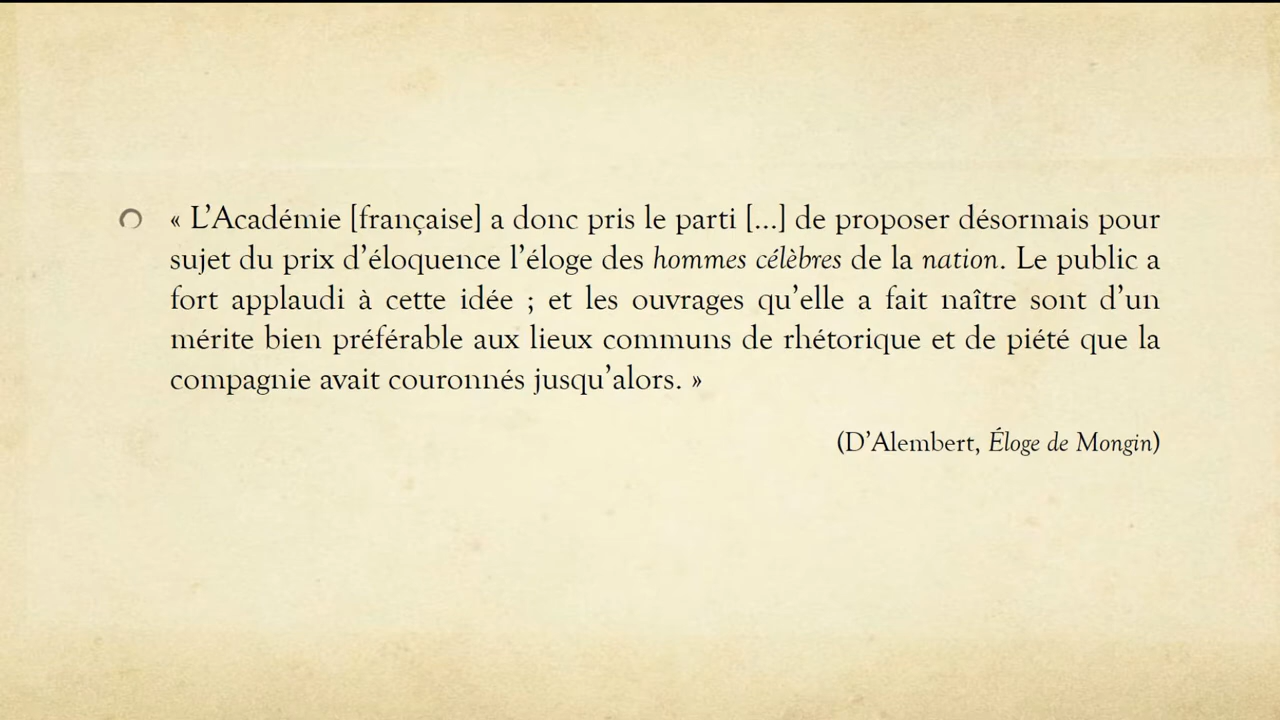 « L’Académie [française] a donc pris le parti [...] de proposer désormais pour
sujet du prix d’éloquence l’éloge des hommes célèbres de la nation. Le public a
fort applaudi à cette idée ; et les ouvrages qu’elle a fait naître sont d’un
mérite bien préférable aux lieux communs de rhétorique et de piété que la
compagnie avait couronnés jusqu’alors. »
(D’Alembert, Éloge de Mongin)